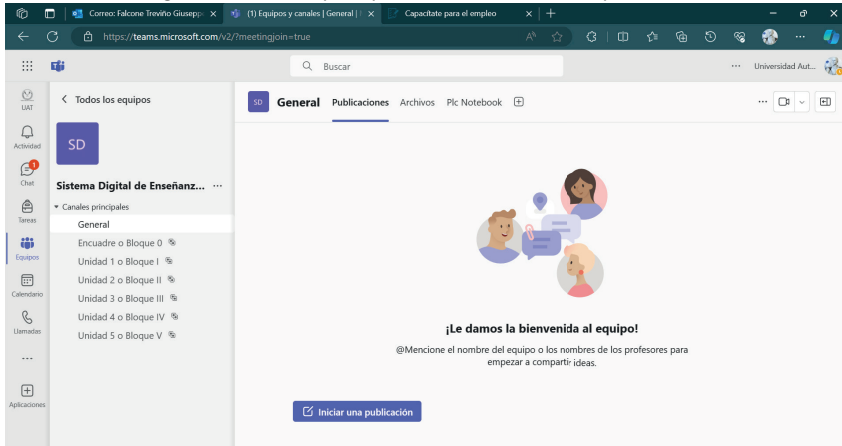 Correo: Falcone Treviño Giusepp
(1) Equipos y canales | General |
Capacítate para el empleo
https://teams.microsoft.com/v2/?meetingjoin=true
Buscar
Universidad Aut...
UAT
Actividad
Chat
1
Tareas
Equipos
Calendario
Llamadas
Aplicaciones
Todos los equipos
SD
Sistema Digital de Enseñanz...
Canales principales
General
Encuadre o Bloque 0
Unidad 1 o Bloque I
Unidad 2 o Bloque II
Unidad 3 o Bloque III
Unidad 4 o Bloque IV
Unidad 5 o Bloque V
SD General Publicaciones Archivos Plc Notebook
¡Le damos la bienvenida al equipo!
@Mencione el nombre del equipo o los nombres de los profesores para
empezar a compartir ideas.
Iniciar una publicación